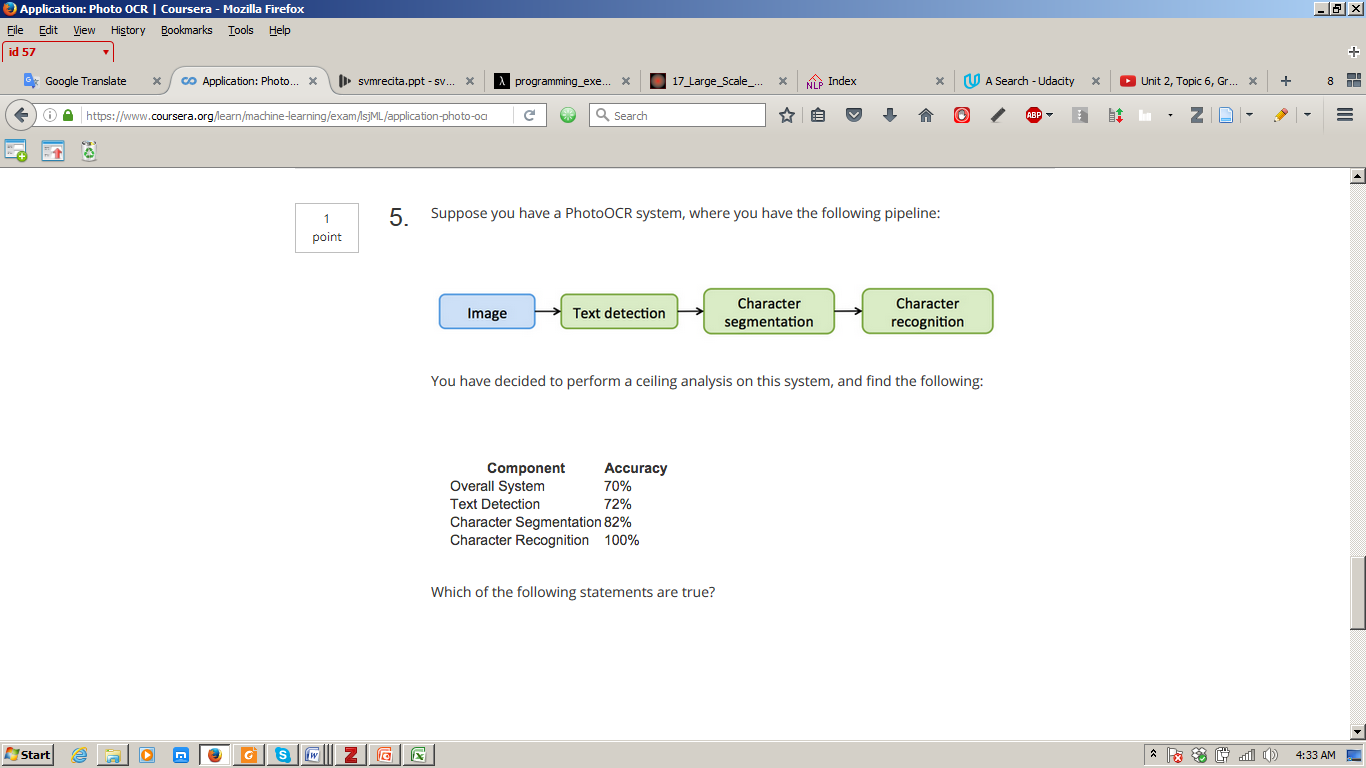 Application: Photo OCR | Coursera - Mozilla Firefox
File Edit View History Bookmarks Tools Help
id 57
Google Translate
Application: Photo...
svmrecita.ppt - sv...
programming_exe...
17_Large_Scale_...
NLP
Index
A Search - Udacity
Unit 2, Topic 6, Gr...
8
https://www.coursera.org/learn/machine-learning/exam/lsjML/application-photo-ocr
Search
ABP
1
point
5. Suppose you have a PhotoOCR system, where you have the following pipeline:
Image
Text detection
Character
segmentation
Character
recognition
You have decided to perform a ceiling analysis on this system, and find the following:
Component Accuracy
Overall System 70%
Text Detection 72%
Character Segmentation 82%
Character Recognition 100%
Which of the following statements are true?
Start
4:33 AM